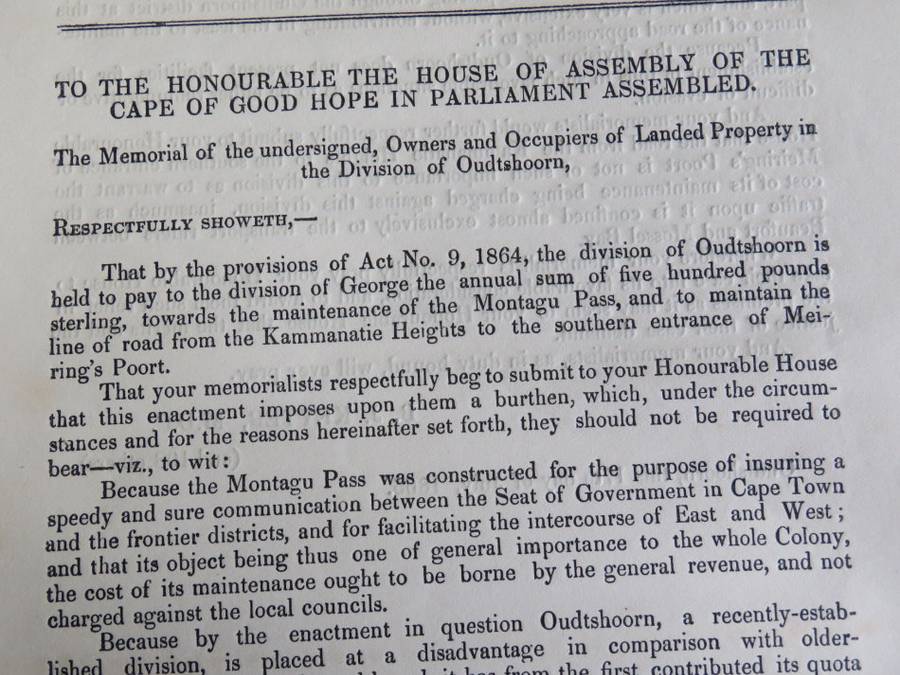 TO THE HONOURABLE THE HOUSE OF ASSEMBLY OF THE
CAPE OF GOOD HOPE IN PARLIAMENT ASSEMBLED.
The Memorial of the undersigned, Owners and Occupiers of Landed Property in
the Division of Oudtshoorn,
RESPECTFULLY SHOWETH,—
That by the provisions of Act No. 9, 1864, the division of Oudtshoorn is
held to pay to the division of George the annual sum of five hundred pounds
sterling, towards the maintenance of the Montagu Pass, and to maintain the
line of road from the Kammanatie Heights to the southern entrance of Mei-
ring's Poort.
That your memorialists respectfully beg to submit to your Honourable House
that this enactment imposes upon them a burthen, which, under the circum-
stances and for the reasons hereinafter set forth, they should not be required to
bear—viz., to wit:
Because the Montagu Pass was constructed for the purpose of insuring a
speedy and sure communication between the Seat of Government in Cape Town
and the frontier districts, and for facilitating the intercourse of East and West;
and that its object being thus one of general importance to the whole Colony,
the cost of its maintenance ought to be borne by the general revenue, and not
charged against the local councils.
Because by the enactment in question Oudtshoorn, a recently-estab-
lished division, is placed at a disadvantage in comparison with older-
it has from the first contributed its quota